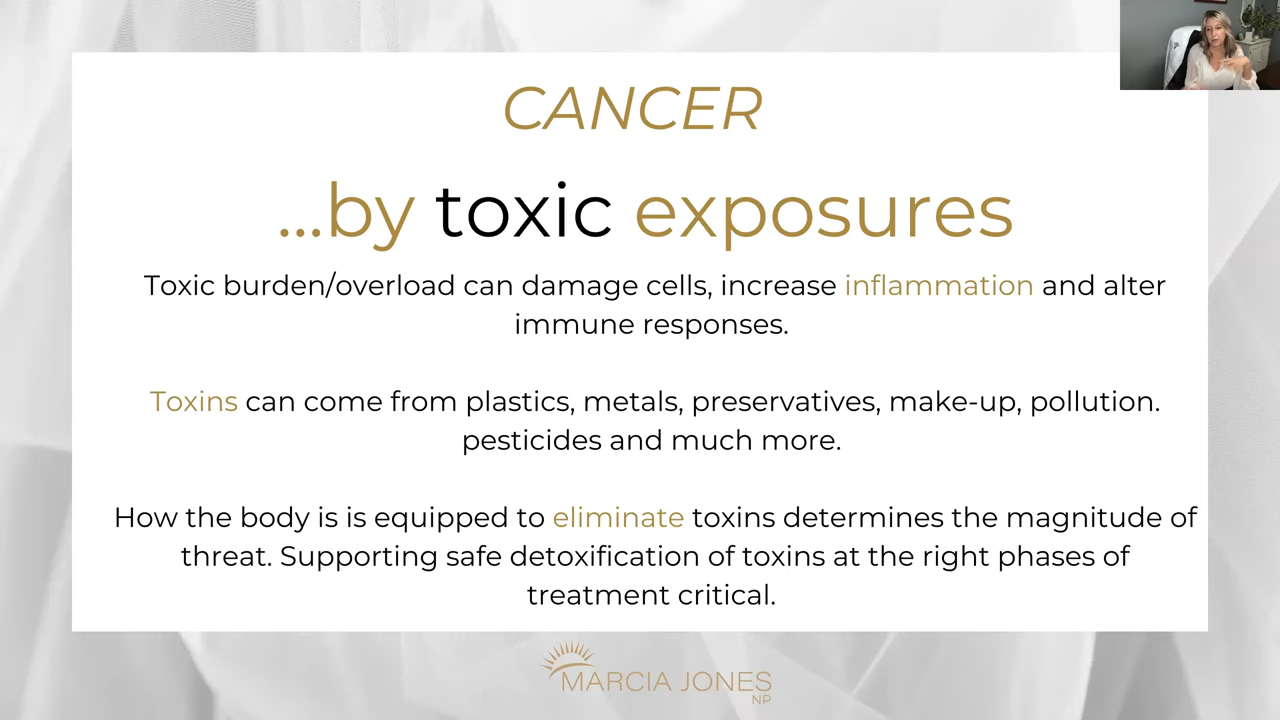 CANCER
...by toxic exposures
Toxic burden/overload can damage cells, increase inflammation and alter
immune responses.
Toxins can come from plastics, metals, preservatives, make-up, pollution.
pesticides and much more.
How the body is is equipped to eliminate toxins determines the magnitude of
threat. Supporting safe detoxification of toxins at the right phases of
treatment critical.
MARCIA JONES
NP